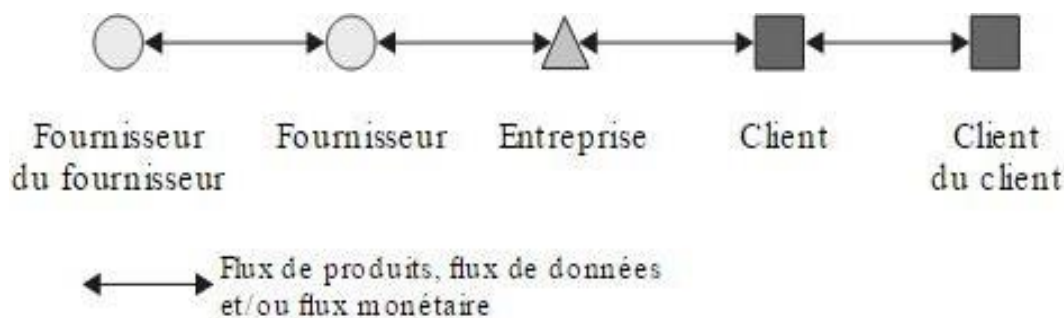 Fournisseur du fournisseur
Fournisseur
Entreprise
Client
Client du client
Flux de produits, flux de données
et/ou flux monétaire